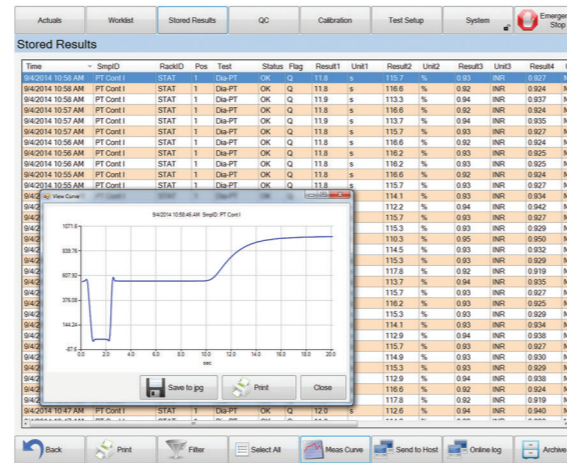 Actuals Worklist Stored Results QC Calibration Test Setup System Emergen Stop
Stored Results
Time SmpID RackID Pos Test Status Flag Result1 Unit1 Result2 Unit2 Result3 Unit3 Result4
9/4/2014 10:58 AM PT Cont I STAT 1 Dia-PT OK Q 11.8 s 115.7 % 0.93 INR 0.927
9/4/2014 10:58 AM PT Cont I STAT 1 Dia-PT OK Q 11.8 s 116.6 % 0.92 INR 0.924
9/4/2014 10:58 AM PT Cont I STAT 1 Dia-PT OK Q 11.9 s 113.3 % 0.94 INR 0.937
9/4/2014 10:57 AM PT Cont I STAT 1 Dia-PT OK Q 11.8 s 116.6 % 0.92 INR 0.924
9/4/2014 10:57 AM PT Cont I STAT 1 Dia-PT OK Q 11.9 s 113.7 % 0.94 INR 0.935
9/4/2014 10:57 AM PT Cont I STAT 1 Dia-PT OK Q 11.8 s 115.7 % 0.93 INR 0.927
9/4/2014 10:56 AM PT Cont I STAT 1 Dia-PT OK Q 11.8 s 116.6 % 0.92 INR 0.924
9/4/2014 10:56 AM PT Cont I STAT 1 Dia-PT OK Q 11.8 s 116.2 % 0.93 INR 0.925
9/4/2014 10:56 AM PT Cont I STAT 1 Dia-PT OK Q 11.8 s 116.2 % 0.93 INR 0.925
9/4/2014 10:55 AM PT Cont I STAT 1 Dia-PT OK Q 11.8 s 116.6 % 0.92 INR 0.924
9/4/2014 10:55 AM PT Cont I STAT 1 Dia-PT OK Q 11.8 s 115.7 % 0.93 INR 0.927
View Curve
9/4/2014 10:58:46 AM SmpID: PT Cont I
1071.6
839.76
607.92
376.08
144.24
-87.6
0.0 2.0 4.0 6.0 8.0 10.0 12.0 14.0 16.0 18.0 20.0
sec
Save to jpg Print Close
114.1 % 0.93 INR 0.934
112.2 % 0.94 INR 0.942
115.7 % 0.93 INR 0.927
115.3 % 0.93 INR 0.929
110.3 % 0.95 INR 0.950
114.5 % 0.93 INR 0.932
115.3 % 0.93 INR 0.929
117.8 % 0.92 INR 0.919
113.7 % 0.94 INR 0.935
115.7 % 0.93 INR 0.927
116.2 % 0.93 INR 0.925
115.3 % 0.93 INR 0.929
114.1 % 0.93 INR 0.934
112.9 % 0.94 INR 0.938
115.7 % 0.93 INR 0.927
114.9 % 0.93 INR 0.930
115.3 % 0.93 INR 0.929
112.9 % 0.94 INR 0.938
116.6 % 0.92 INR 0.924
117.8 % 0.92 INR 0.919
9/4/2014 10:47 AM PT Cont I STAT 1 Dia-PT OK Q 12.0 s 112.6 % 0.94 INR 0.940
Back Print Filter Select All Meas Curve Send to Host Online log Archive